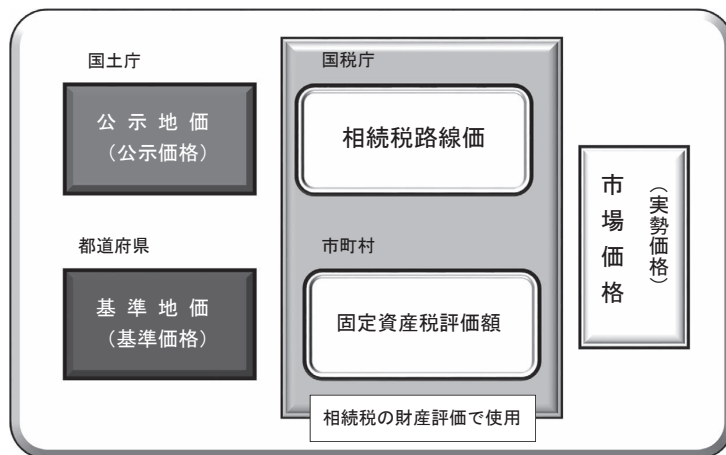 国土庁
公示地価
（公示価格）
都道府県
基準地価
（基準価格）
国税庁
相続税路線価
市町村
固定資産税評価額
相続税の財産評価で使用
市場価格
（実勢価格）